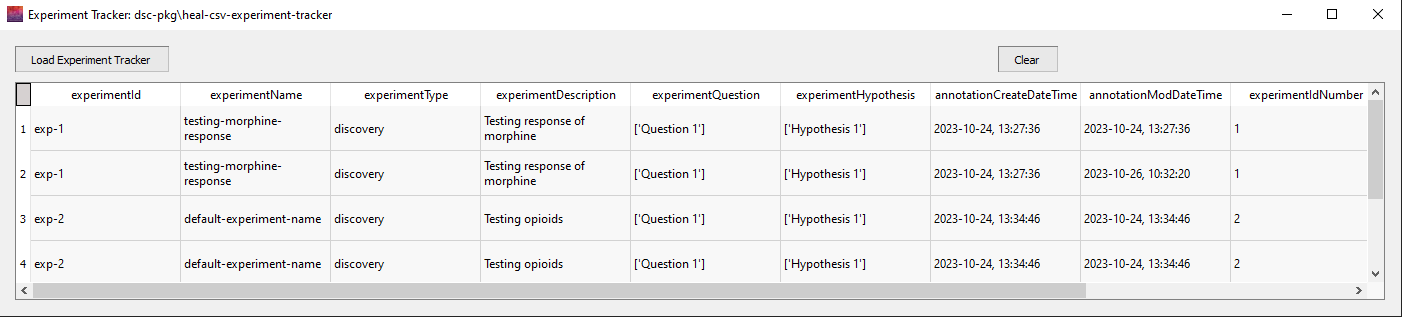 Experiment Tracker: dsc-pkg\heal-csv-experiment-tracker
Load Experiment Tracker Clear
experimentId experimentName experimentType experimentDescription experimentQuestion experimentHypothesis annotationCreateDateTime annotationModDateTime experimentIdNumber
1 exp-1 testing-morphine-response discovery Testing response of morphine ['Question 1'] ['Hypothesis 1'] 2023-10-24, 13:27:36 2023-10-24, 13:27:36 1
2 exp-1 testing-morphine-response discovery Testing response of morphine ['Question 1'] ['Hypothesis 1'] 2023-10-24, 13:27:36 2023-10-26, 10:32:20 1
3 exp-2 default-experiment-name discovery Testing opioids ['Question 1'] ['Hypothesis 1'] 2023-10-24, 13:34:46 2023-10-24, 13:34:46 2
4 exp-2 default-experiment-name discovery Testing opioids ['Question 1'] ['Hypothesis 1'] 2023-10-24, 13:34:46 2023-10-24, 13:34:46 2